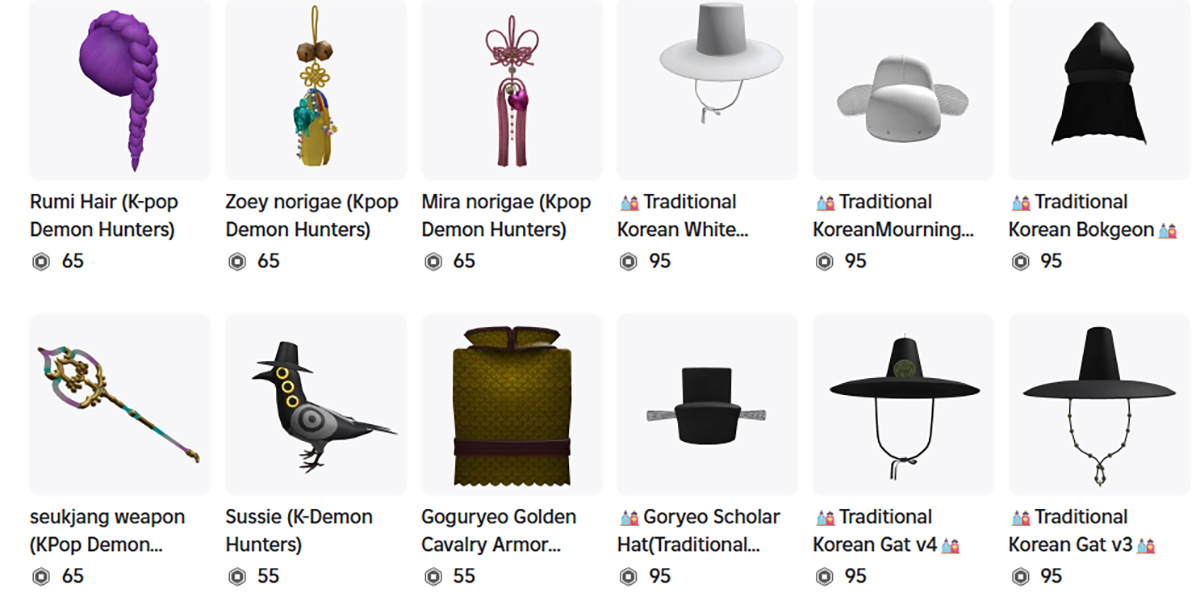 Rumi Hair (K-pop
Demon Hunters)
65
Zoey norigae (Kpop
Demon Hunters)
65
Mira norigae (Kpop
Demon Hunters)
65
Traditional
Korean White...
95
Traditional
KoreanMourning...
95
Traditional
Korean Bokgeon
95
seukjang weapon
(KPop Demon...
65
Sussie (K-Demon
Hunters)
55
Goguryeo Golden
Cavalry Armor...
55
Goryeo Scholar
Hat(Traditional...
95
Traditional
Korean Gat v4
95
Traditional
Korean Gat v3
95